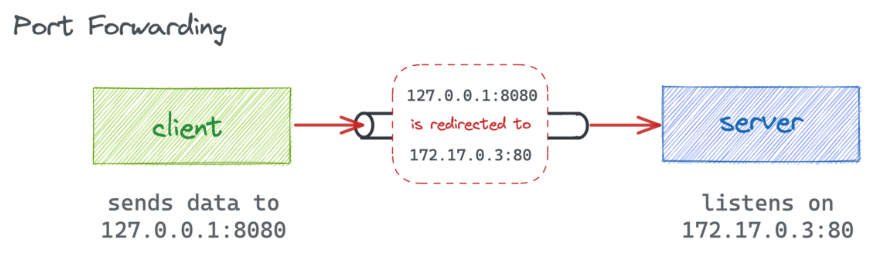 Port Forwarding
127.0.0.1:8080
is redirected to
172.17.0.3:80
client
server
sends data to
127.0.0.1:8080
listens on
172.17.0.3:80